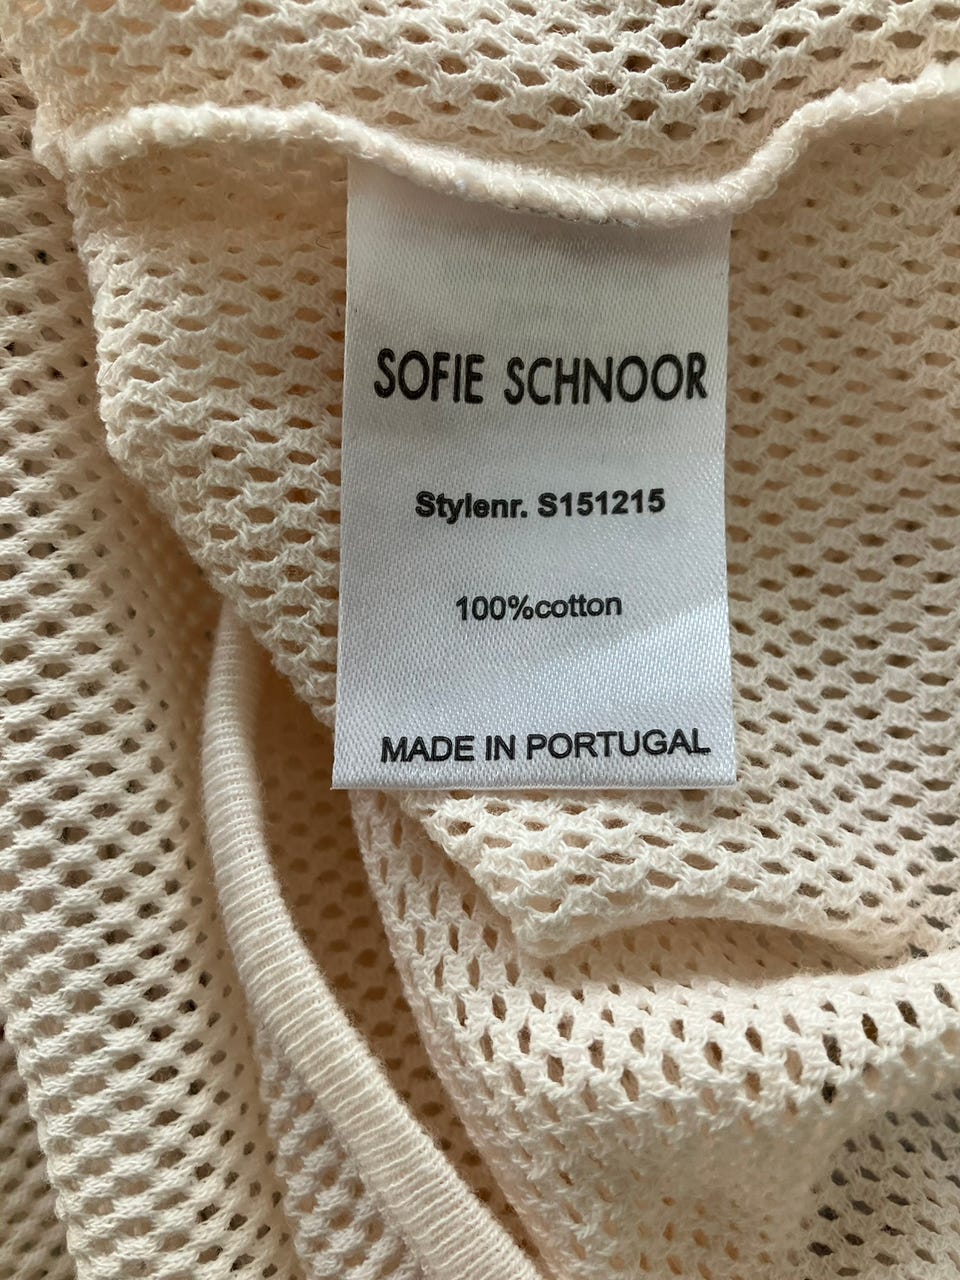 SOFIE SCHNOOR
Stylenr. S151215
100%cotton
MADE IN PORTUGAL